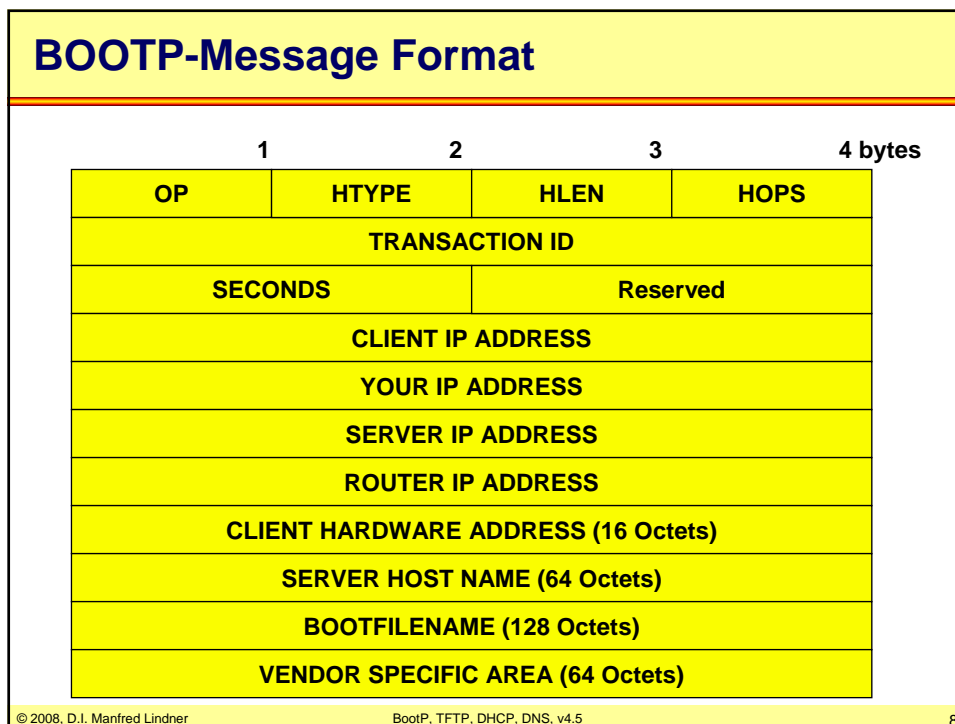 BOOTP-Message Format
1 2 3 4 bytes
OP HTYPE HLEN HOPS
TRANSACTION ID
SECONDS Reserved
CLIENT IP ADDRESS
YOUR IP ADDRESS
SERVER IP ADDRESS
ROUTER IP ADDRESS
CLIENT HARDWARE ADDRESS (16 Octets)
SERVER HOST NAME (64 Octets)
BOOTFILENAME (128 Octets)
VENDOR SPECIFIC AREA (64 Octets)
© 2008, D.I. Manfred Lindner BootP, TFTP, DHCP, DNS, v4.5 8